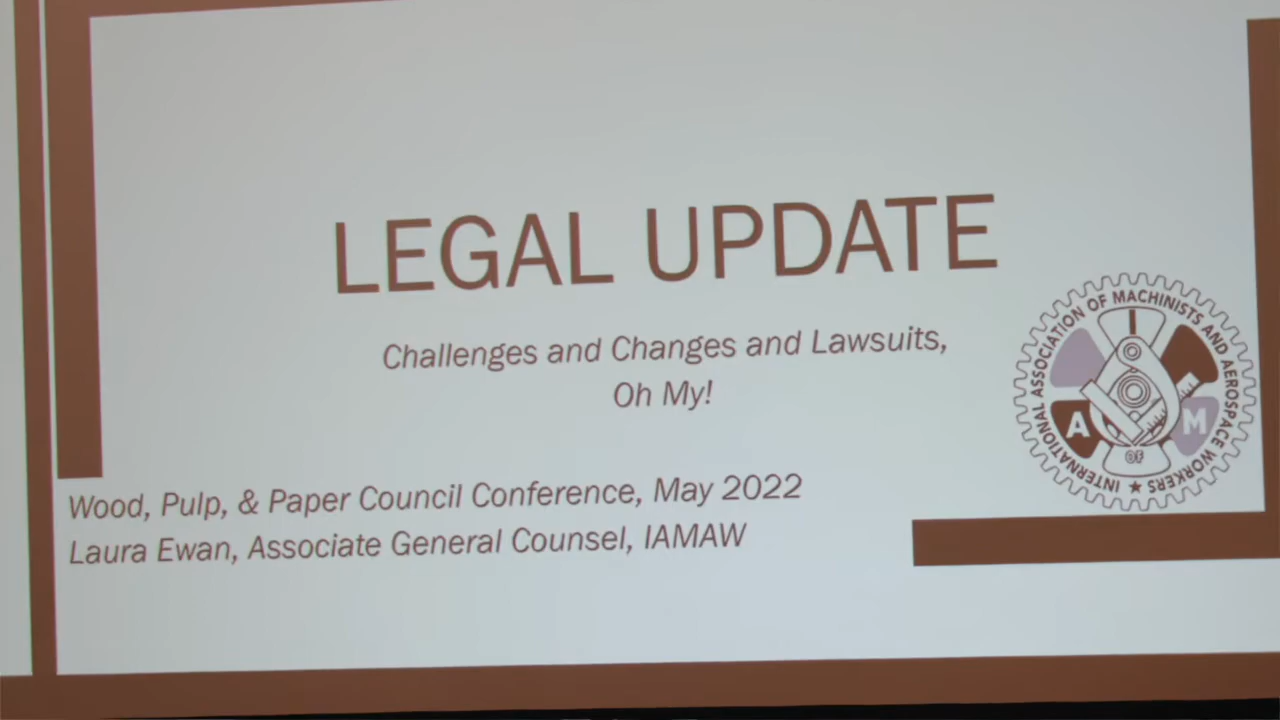 LEGAL UPDATE
Challenges and Changes and Lawsuits,
Oh My!
INTERNATIONAL ASSOCIATION OF MACHINISTS AND AEROSPACE WORKERS ★
A M
OF
Wood, Pulp, & Paper Council Conference, May 2022
Laura Ewan, Associate General Counsel, IAMAW